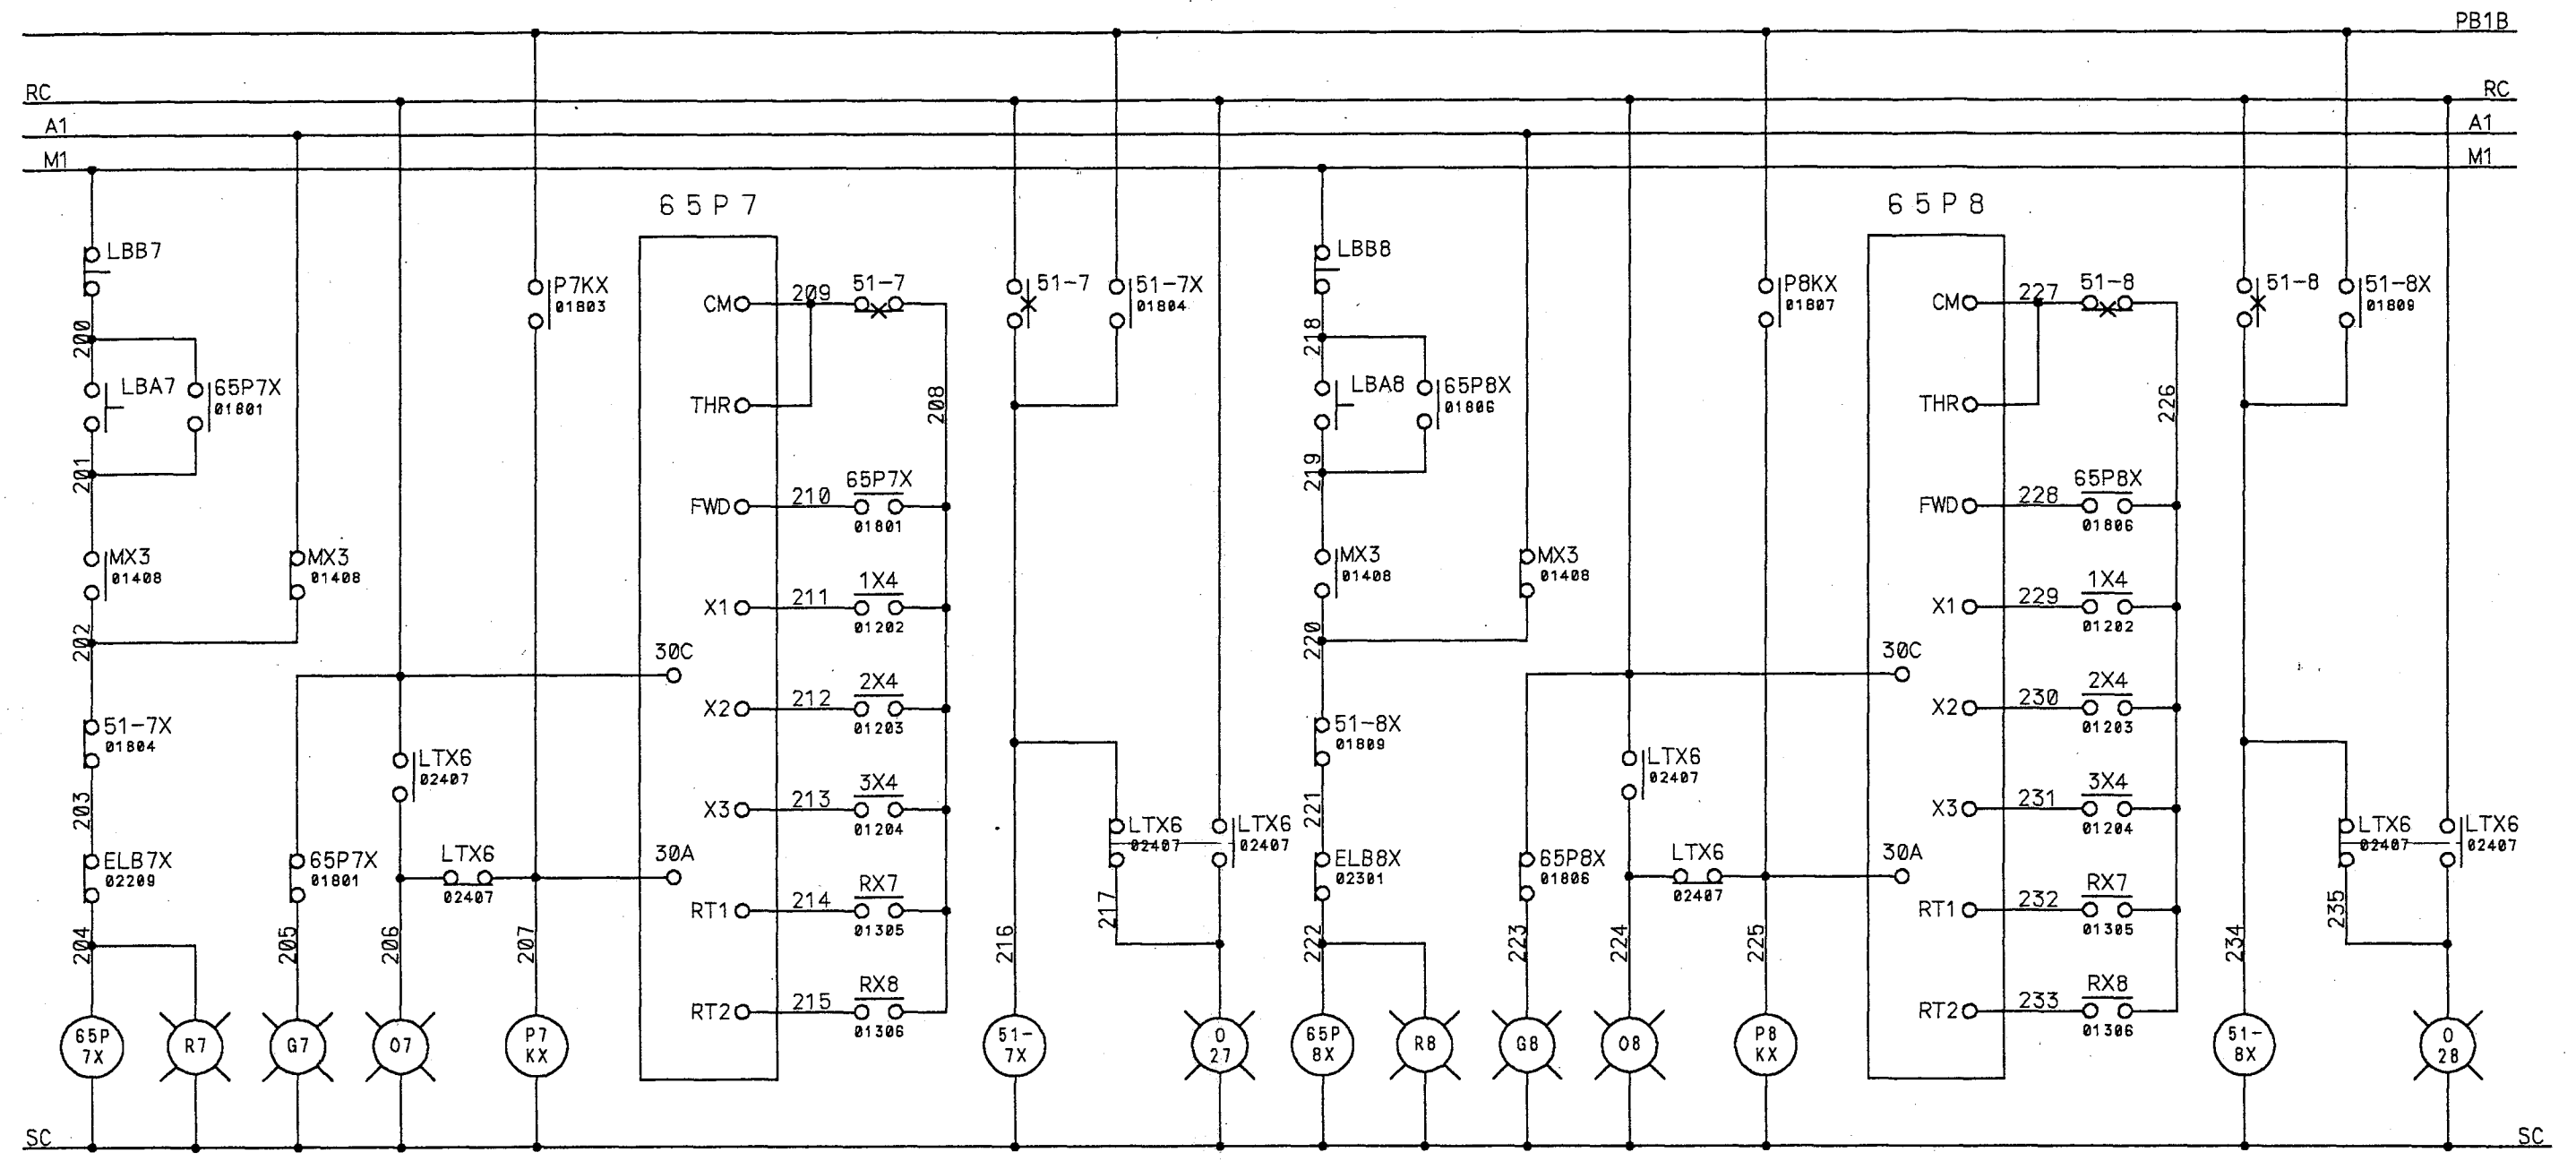 PB1B
RC RC
A1 A1
M1 M1
65P7 65P8
LBB7 LBB8
P7KX 51-7 51-7 51-7X P8KX 51-8 51-8 51-8X
01803 01804 01807 01809
CM 209 CM 227
200 218
LBA7 65P7X LBA8 65P8X
01801 01806
THR 208 THR 226
201 219
65P7X 65P8X
FWD 210 FWD 228
01801 01806
MX3 MX3 MX3 MX3
01408 01408 01408 01408
1X4 1X4
X1 211 X1 229
01202 01202
202 220
30C 30C
2X4 2X4
X2 212 X2 230
01203 01203
51-7X 51-8X
01804 01809
LTX6 LTX6
02407 02407
3X4 3X4
203 X3 213 221 X3 231
01204 01204
LTX6 LTX6 LTX6 LTX6
02407 02407 02407 02407
ELB7X 65P7X LTX6 30A ELB8X 65P8X LTX6 30A
02209 01801 02407 02301 01806 02407
RX7 RX7
RT1 214 217 RT1 232 235
01305 01305
204 205 206 207 216 222 223 224 225 234
RX8 RX8
RT2 215 RT2 233
01306 01306
65P R7 G7 O7 P7 51- O 65P R8 G8 O8 P8 51- O
7X KX 7X 27 8X KX 8X 28
SC SC